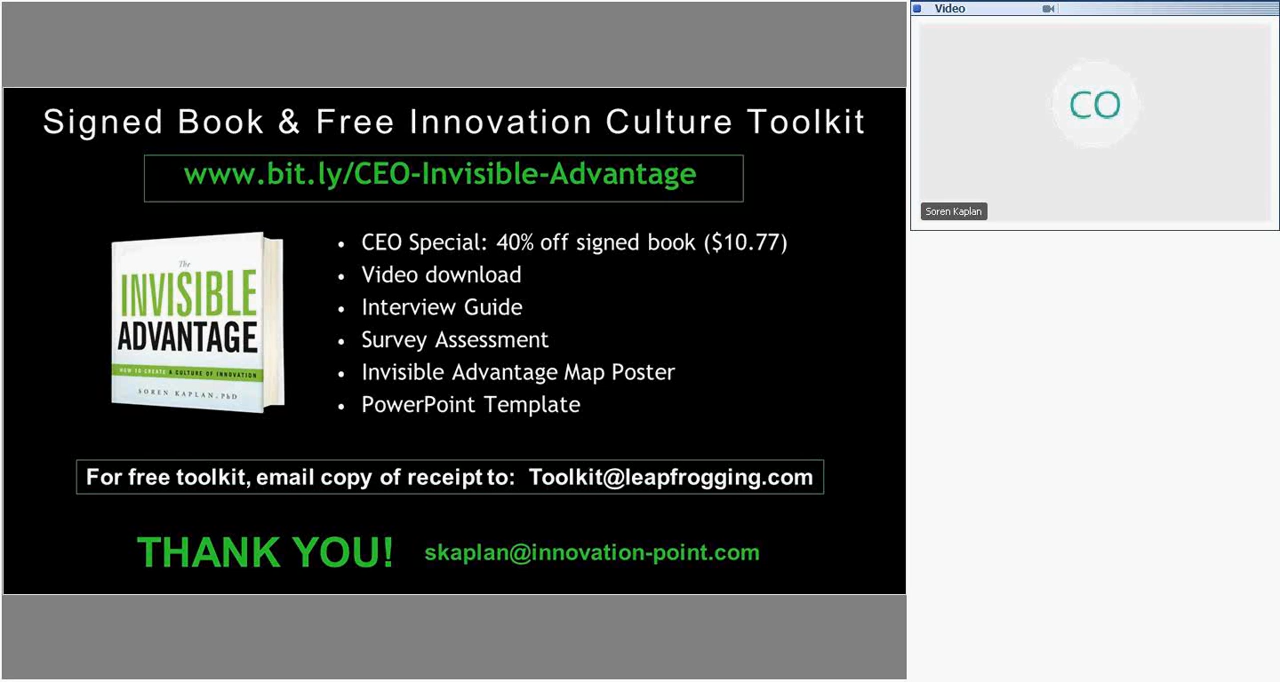 Signed Book & Free Innovation Culture Toolkit
www.bit.ly/CEO-Invisible-Advantage
The
INVISIBLE
ADVANTAGE
HOW TO CREATE A CULTURE OF INNOVATION
SOREN KAPLAN, PhD
• CEO Special: 40% off signed book ($10.77)
• Video download
• Interview Guide
• Survey Assessment
• Invisible Advantage Map Poster
• PowerPoint Template
For free toolkit, email copy of receipt to: Toolkit@leapfrogging.com
THANK YOU! skaplan@innovation-point.com
Video
CO
Soren Kaplan